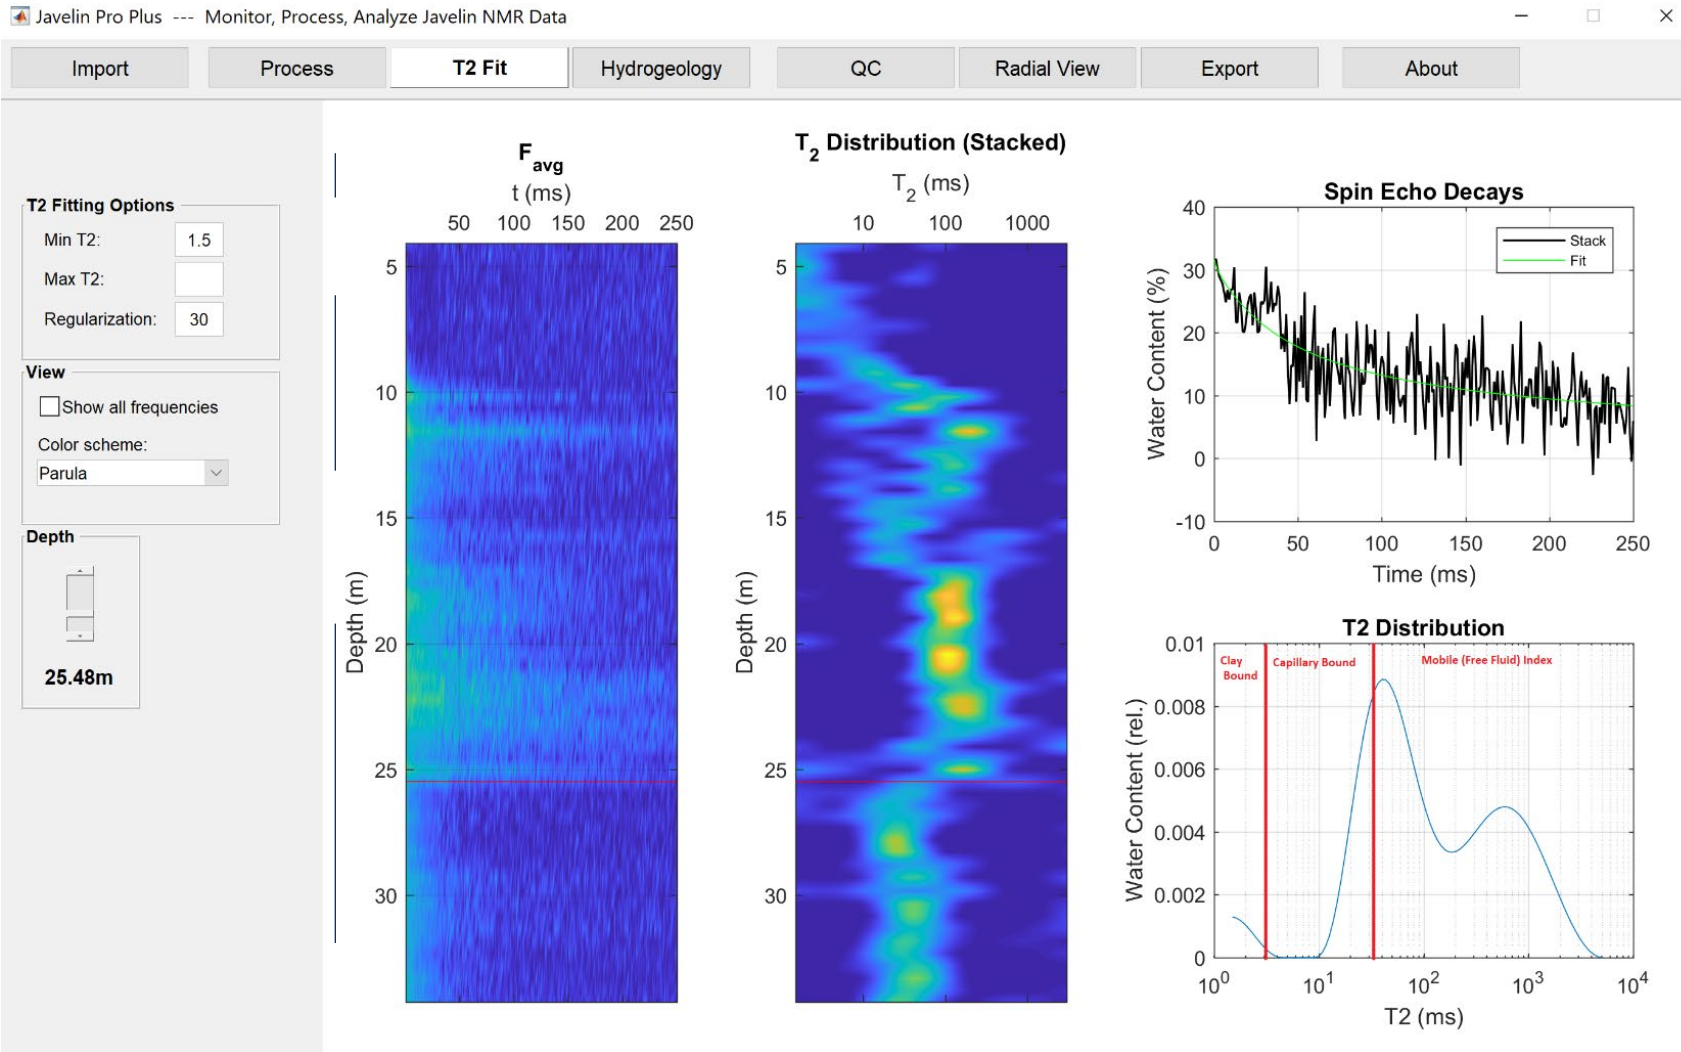 Javelin Pro Plus --- Monitor, Process, Analyze Javelin NMR Data
Import Process T2 Fit Hydrogeology QC Radial View Export About
T2 Fitting Options
Min T2: 1.5
Max T2:
Regularization: 30
View
Show all frequencies
Color scheme:
Parula
Depth
25.48m
F_avg
t (ms)
50 100 150 200 250
5
10
15
20
25
30
Depth (m)
T_2 Distribution (Stacked)
T_2 (ms)
10 100 1000
5
10
15
20
25
30
Depth (m)
Spin Echo Decays
40
30
20
10
0
-10
Water Content (%)
Stack
Fit
0 50 100 150 200 250
Time (ms)
T2 Distribution
0.01
0.008
0.006
0.004
0.002
0
Water Content (rel.)
Clay
Bound
Capillary Bound
Mobile (Free Fluid) Index
10^0 10^1 10^2 10^3 10^4
T2 (ms)